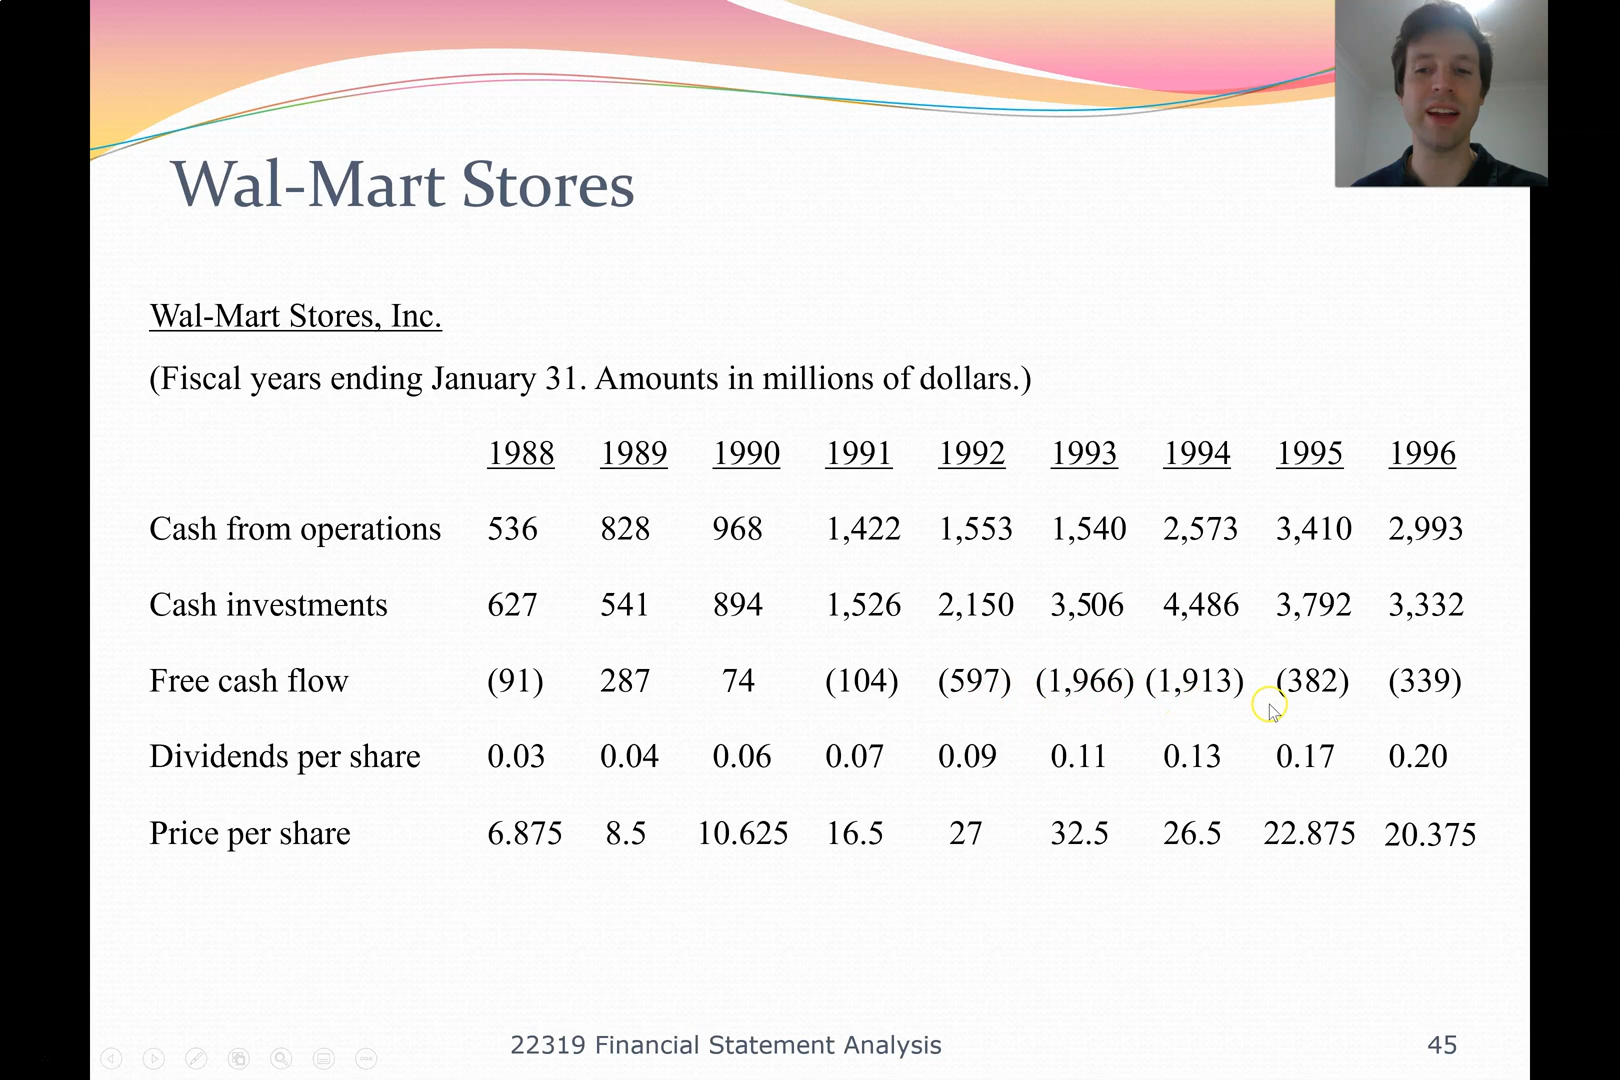 Wal-Mart Stores
Wal-Mart Stores, Inc.
(Fiscal years ending January 31. Amounts in millions of dollars.)
1988 1989 1990 1991 1992 1993 1994 1995 1996
Cash from operations 536 828 968 1,422 1,553 1,540 2,573 3,410 2,993
Cash investments 627 541 894 1,526 2,150 3,506 4,486 3,792 3,332
Free cash flow (91) 287 74 (104) (597) (1,966) (1,913) (382) (339)
Dividends per share 0.03 0.04 0.06 0.07 0.09 0.11 0.13 0.17 0.20
Price per share 6.875 8.5 10.625 16.5 27 32.5 26.5 22.875 20.375
22319 Financial Statement Analysis 45